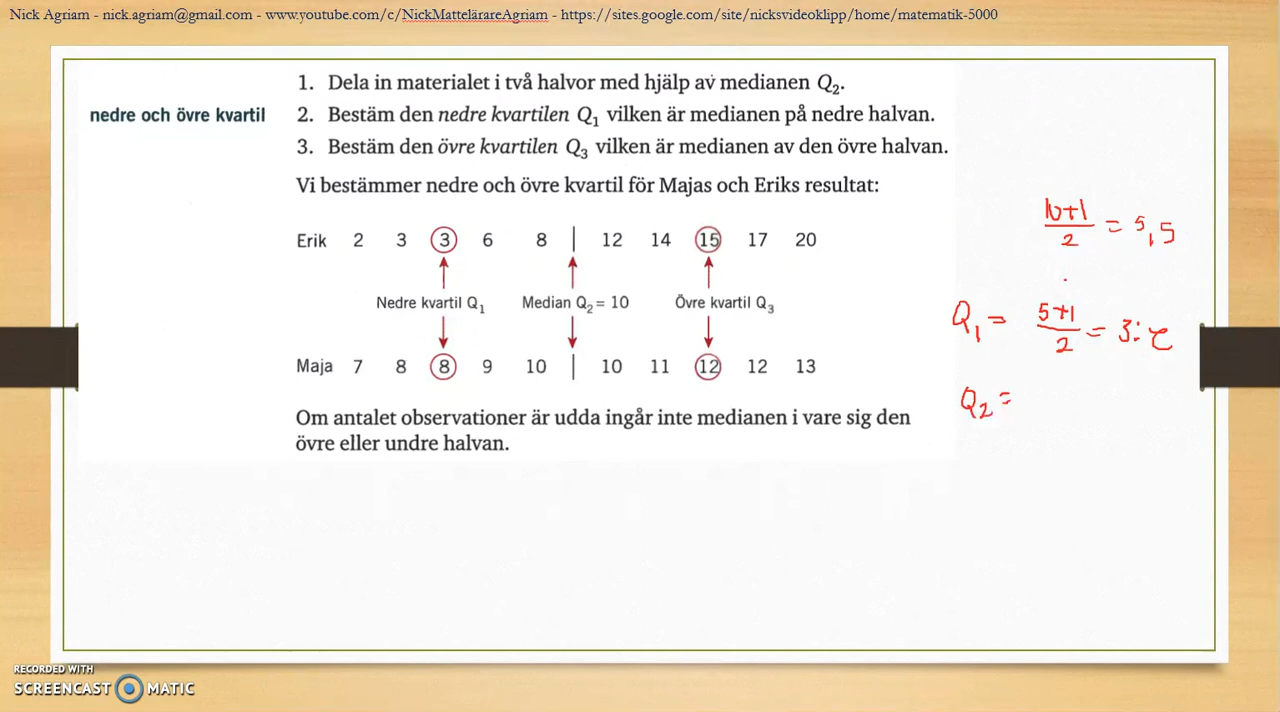 Nick Agriam - nick.agriam@gmail.com - www.youtube.com/c/NickMattelärareAgriam - https://sites.google.com/site/nicksvideoklipp/home/matematik-5000
1. Dela in materialet i två halvor med hjälp av medianen Q₂.
nedre och övre kvartil 2. Bestäm den nedre kvartilen Q₁ vilken är medianen på nedre halvan.
3. Bestäm den övre kvartilen Q₃ vilken är medianen av den övre halvan.
Vi bestämmer nedre och övre kvartil för Majas och Eriks resultat:
Erik 2 3 3 6 8 | 12 14 15 17 20
Nedre kvartil Q₁ Median Q₂ = 10 Övre kvartil Q₃
Maja 7 8 8 9 10 | 10 11 12 12 13
Om antalet observationer är udda ingår inte medianen i vare sig den
övre eller undre halvan.
10+1
2
= 5,5
Q₁ =
5+1
2
= 3:e
Q₂ =
RECORDED WITH
SCREENCAST MATIC